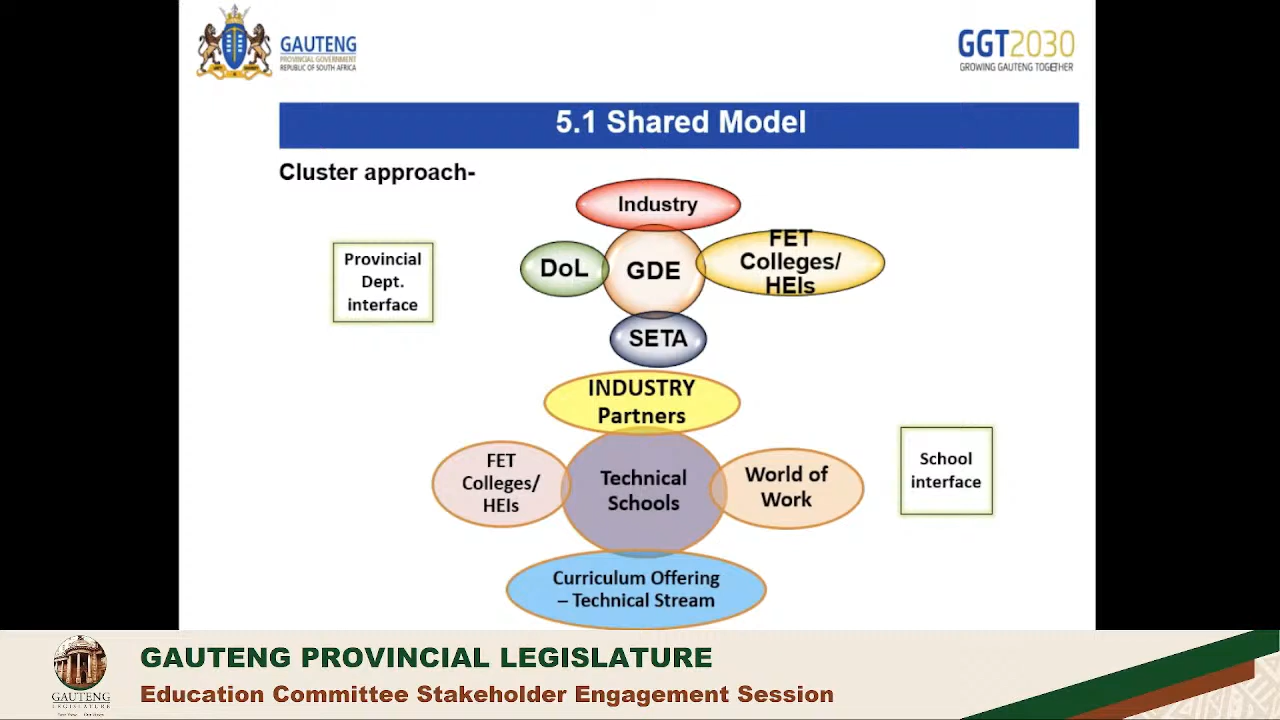 GAUTENG
PROVINCIAL GOVERNMENT
REPUBLIC OF SOUTH AFRICA
GGT2030
GROWING GAUTENG TOGETHER
5.1 Shared Model
Cluster approach-
Industry
Provincial
Dept.
interface
DoL
GDE
FET
Colleges/
HEIs
SETA
INDUSTRY
Partners
FET
Colleges/
HEIs
Technical
Schools
World of
Work
School
interface
Curriculum Offering
– Technical Stream
GAUTENG PROVINCIAL LEGISLATURE
Education Committee Stakeholder Engagement Session
GAUTENG
LEGISLATURE